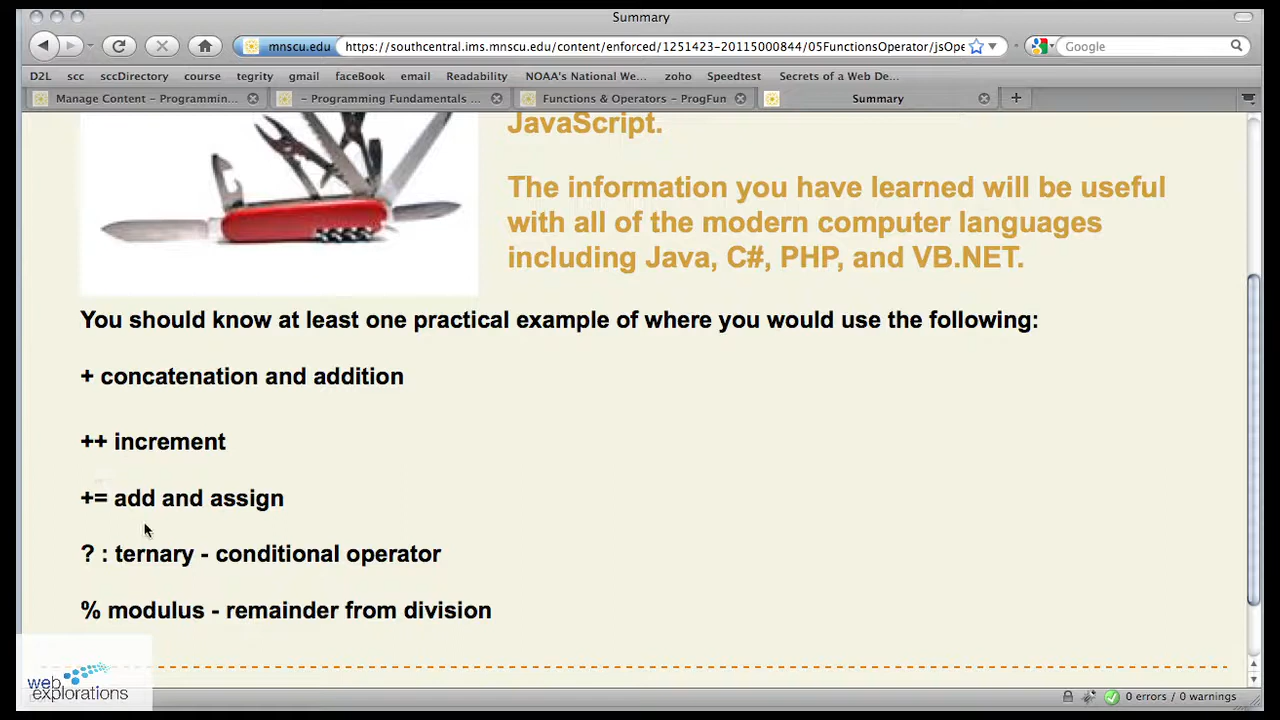 Summary
mnscu.edu
https://southcentral.ims.mnscu.edu/content/enforced/1251423-20115000844/05FunctionsOperator/jsOpe
Google
D2L scc sccDirectory course tegrity gmail faceBook email Readability NOAA's National We... zoho Speedtest Secrets of a Web De...
Manage Content – Programmin... – Programming Fundamentals ... Functions & Operators – ProgFun Summary
JavaScript.
The information you have learned will be useful
with all of the modern computer languages
including Java, C#, PHP, and VB.NET.
You should know at least one practical example of where you would use the following:
+ concatenation and addition
++ increment
+= add and assign
? : ternary - conditional operator
% modulus - remainder from division
web
explorations
0 errors / 0 warnings